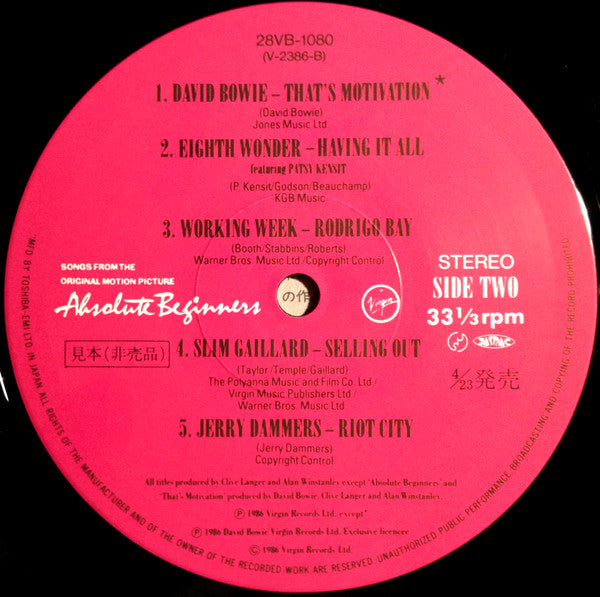 28VB-1080
(V-2386-B)
1. DAVID BOWIE – THAT'S MOTIVATION *
(David Bowie)
Jones Music Ltd
2. EIGHTH WONDER – HAVING IT ALL
featuring PATSY KENSIT
(P. Kensit/Godson/Beauchamp)
KGB Music
3. WORKING WEEK – RODRIGO BAY
(Booth/Stabbins/Roberts)
Warner Bros. Music Ltd/Copyright Control
SONGS FROM THE
ORIGINAL MOTION PICTURE
Absolute Beginners
の作
Virgin
STEREO
SIDE TWO
33 1/3 rpm
見本(非売品)
4/23発売
4. SLIM GAILLARD – SELLING OUT
(Taylor/Temple/Gaillard)
The Polyanna Music and Film Co. Ltd/
Virgin Music Publishers Ltd/
Warner Bros. Music Ltd
5. JERRY DAMMERS – RIOT CITY
(Jerry Dammers)
Copyright Control
All titles produced by Clive Langer and Alan Winstanley except 'Absolute Beginners' and
'That's Motivation' produced by David Bowie, Clive Langer and Alan Winstanley.
Ⓟ 1986 Virgin Records Ltd. except*
Ⓟ 1986 David Bowie Virgin Records Ltd. Exclusive licencee
© 1986 Virgin Records Ltd.
MFD. BY TOSHIBA-EMI LTD. IN JAPAN ALL RIGHTS OF THE MANUFACTURER AND OF THE OWNER OF THE RECORDED WORK ARE RESERVED. UNAUTHORIZED PUBLIC PERFORMANCE, BROADCASTING AND COPYING OF THE RECORD PROHIBITED